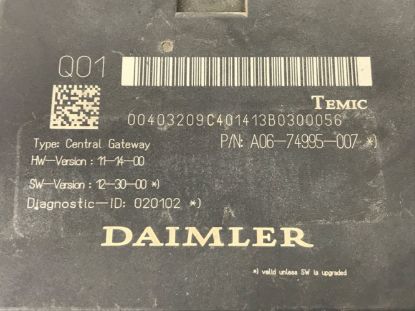 Q01
00403209C401413B0300056
TEMIC
Type: Central Gateway
P/N: A06-74995-007 *)
HW-Version : 11-14-00
SW-Version : 12-30-00 *)
Diagnostic-ID: 020102 *)
DAIMLER
*) valid unless SW is upgraded